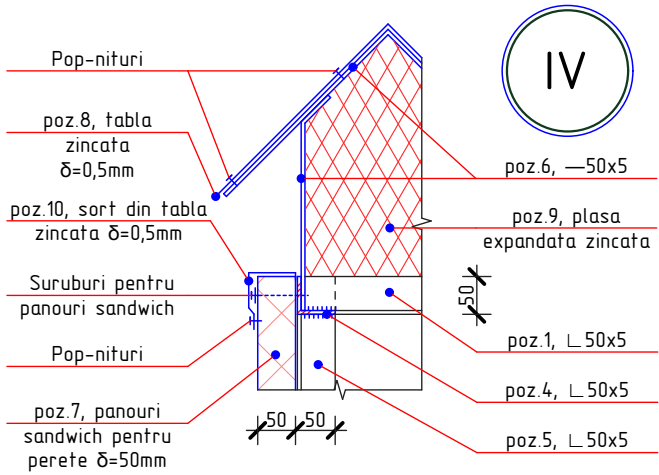 Pop-nituri
poz.8, tabla
zincata
δ=0,5mm
poz.10, sort din tabla
zincata δ=0,5mm
Suruburi pentru
panouri sandwich
Pop-nituri
poz.7, panouri
sandwich pentru
perete δ=50mm
50 50
IV
poz.6, —50x5
poz.9, plasa
expandata zincata
50
poz.1, ∟50x5
poz.4, ∟50x5
poz.5, ∟50x5